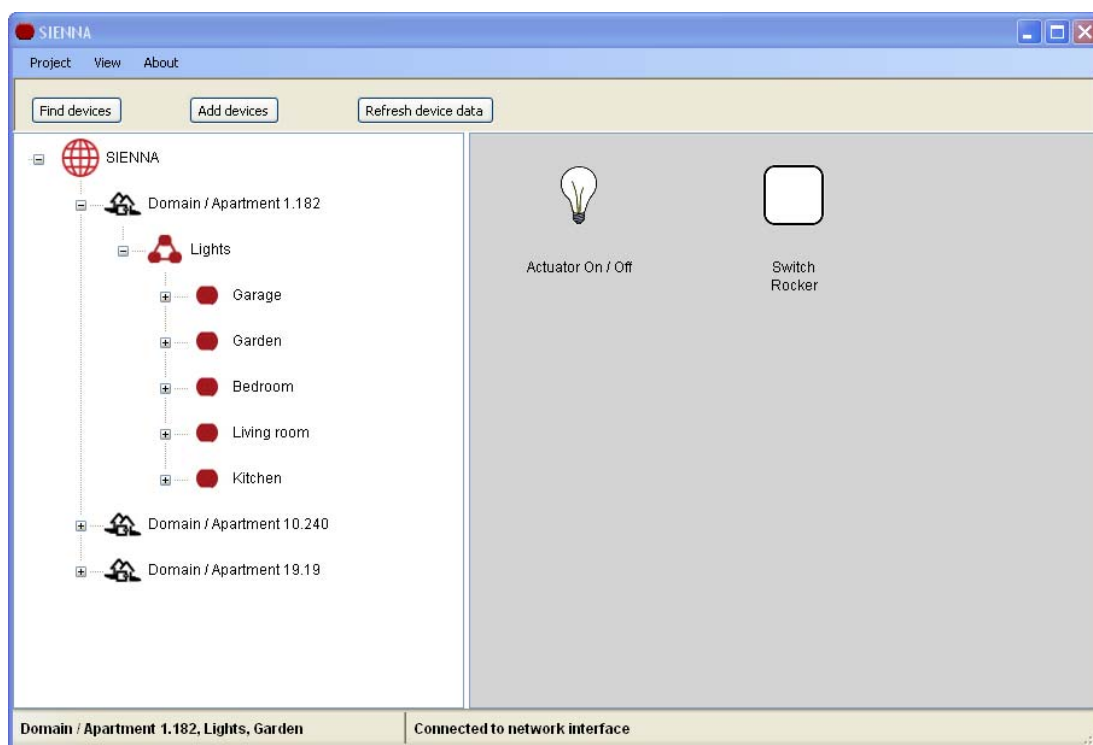 SIENNA
Project View About
Find devices Add devices Refresh device data
SIENNA
Domain / Apartment 1.182
Lights
Garage
Garden
Bedroom
Living room
Kitchen
Domain / Apartment 10.240
Domain / Apartment 19.19
Actuator On / Off
Switch
Rocker
Domain / Apartment 1.182, Lights, Garden
Connected to network interface